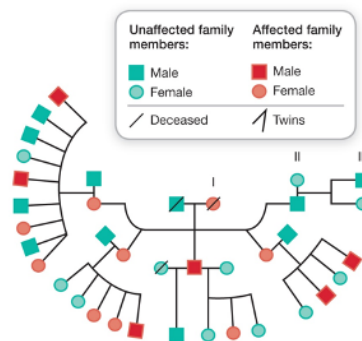 Unaffected family
members:
Affected family
members:
Male
Male
Female
Female
Deceased
Twins
I
II